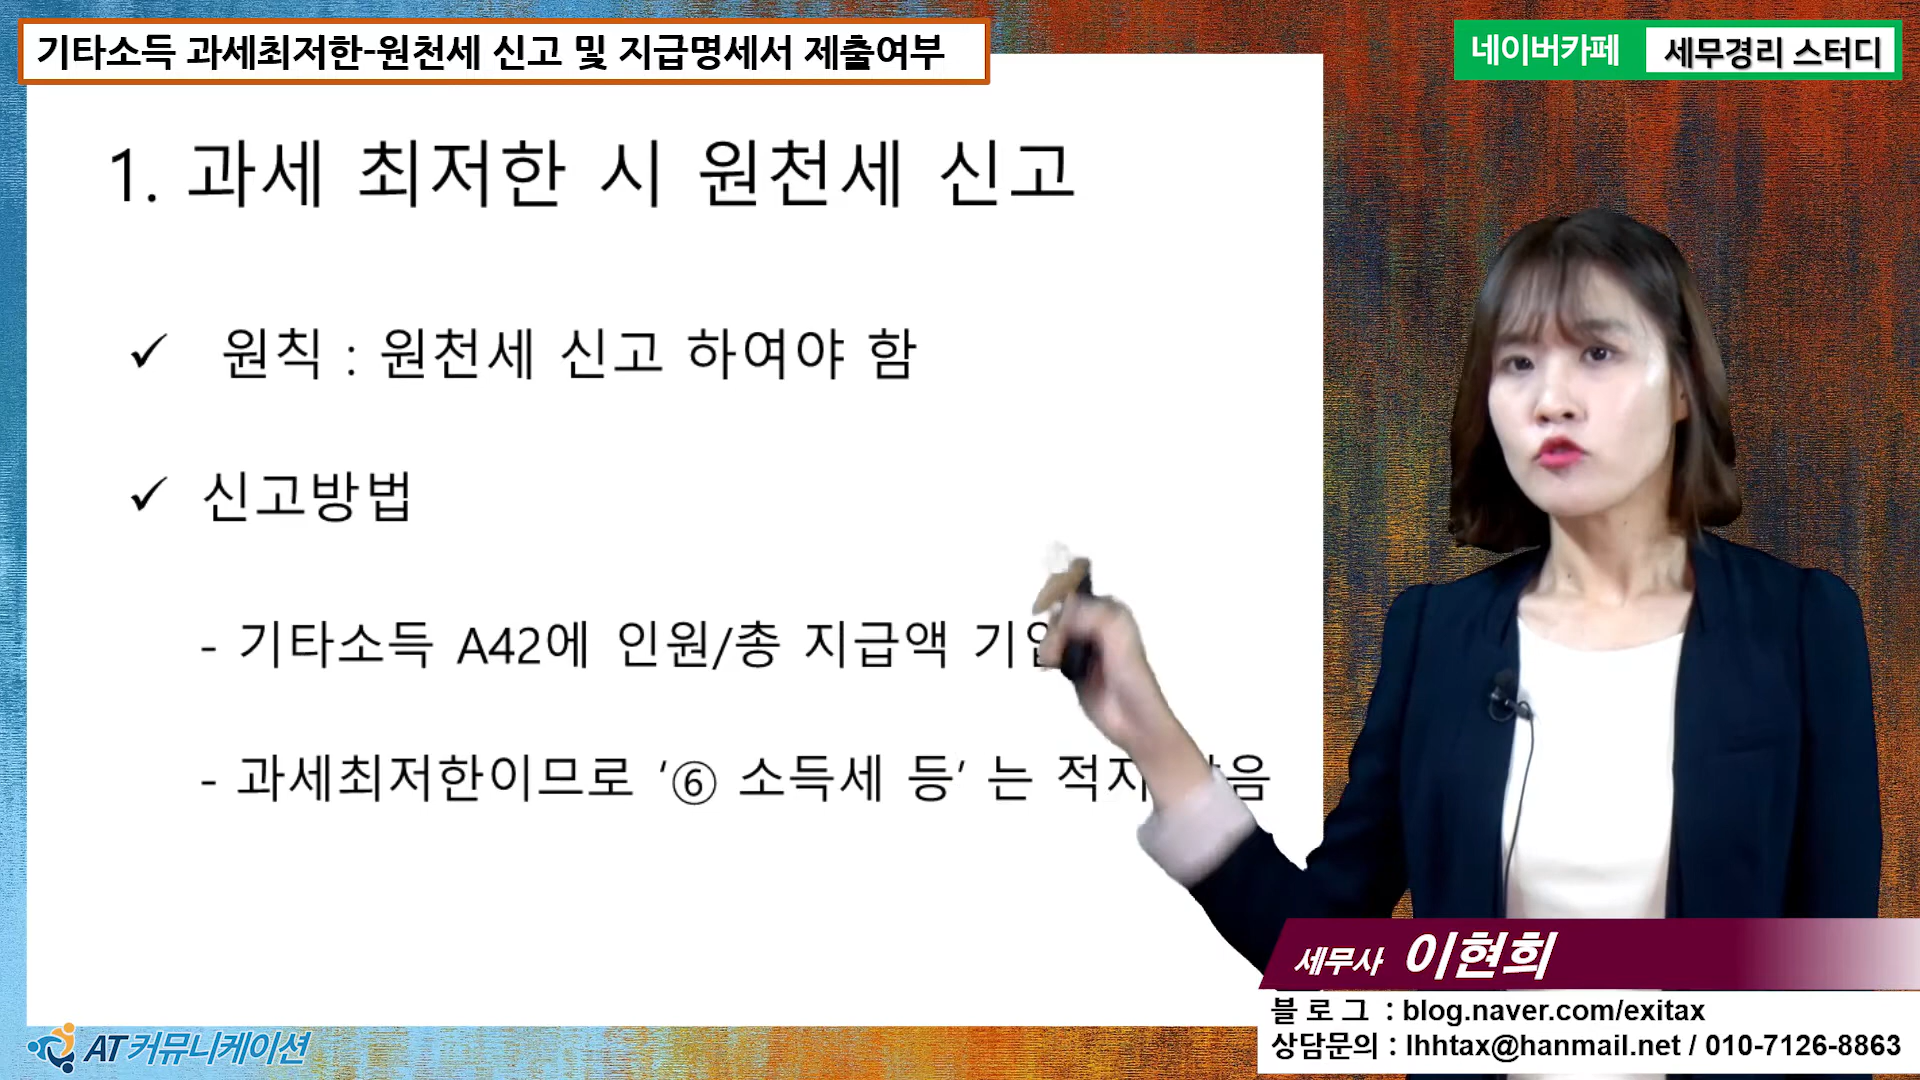 기타소득 과세최저한-원천세 신고 및 지급명세서 제출여부
네이버카페 세무경리 스터디
1. 과세 최저한 시 원천세 신고
✓ 원칙 : 원천세 신고 하여야 함
✓ 신고방법
- 기타소득 A42에 인원/총 지급액
- 과세최저한이므로 ‘⑥ 소득세 등’ 는
세무사 이현희
블 로 그 : blog.naver.com/exitax
상담문의 : lhhtax@hanmail.net / 010-7126-8863
AT커뮤니케이션